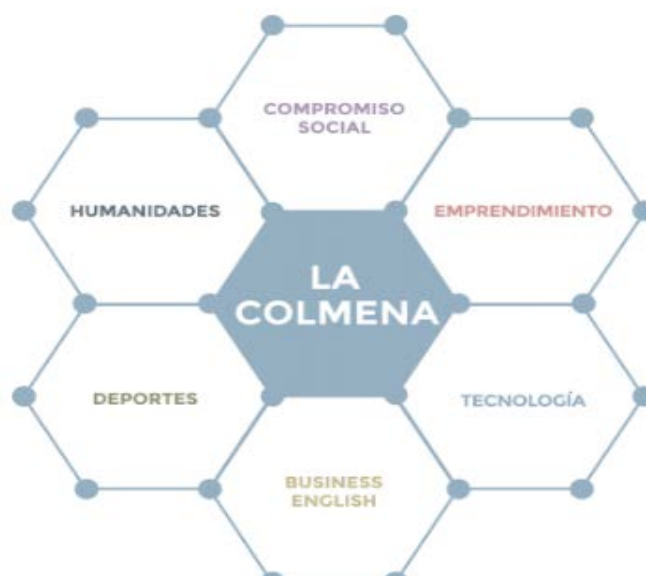 COMPROMISO
SOCIAL
HUMANIDADES
EMPRENDIMIENTO
LA
COLMENA
DEPORTES
TECNOLOGÍA
BUSINESS
ENGLISH